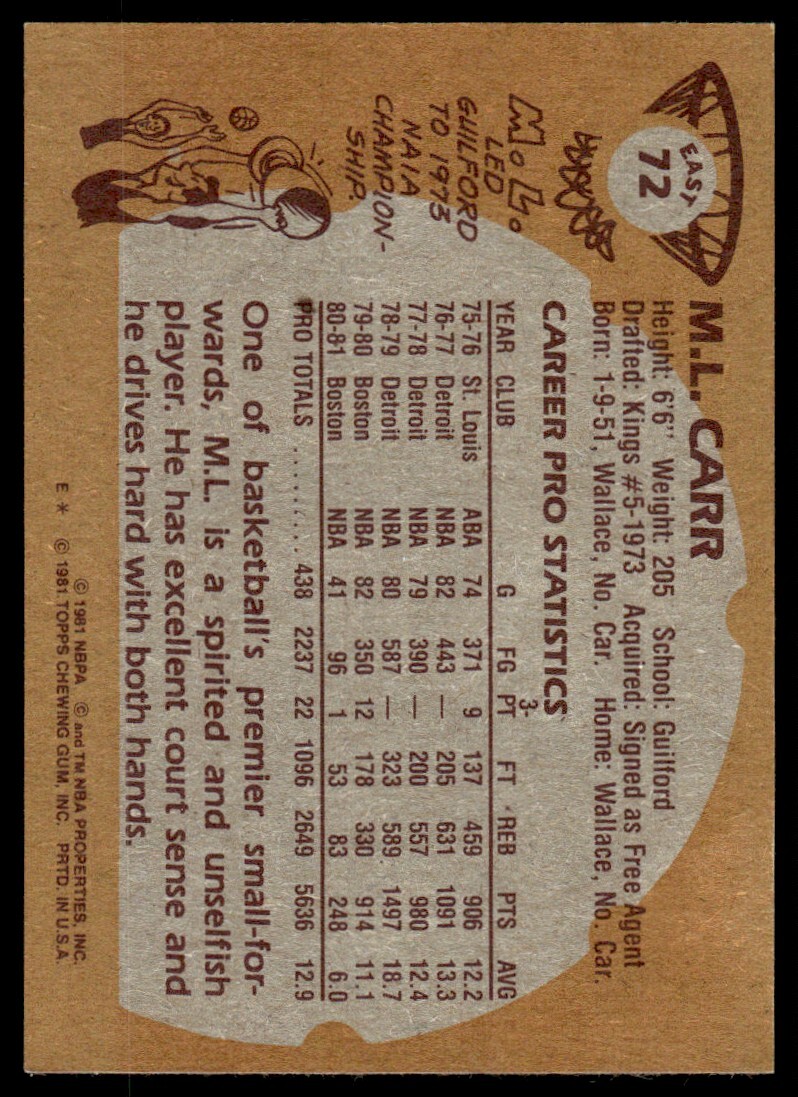 EAST
72
M.L. CARR
Height: 6'6" Weight: 205 School: Guilford
Drafted: Kings #5-1973 Acquired: Signed as Free Agent
Born: 1-9-51, Wallace, No. Car. Home: Wallace, No. Car.
CAREER PRO STATISTICS
YEAR CLUB G FG 3-PT FT REB PTS AVG
75-76 St. Louis ABA 74 371 9 137 459 906 12.2
76-77 Detroit NBA 82 443 — 205 631 1091 13.3
77-78 Detroit NBA 79 390 — 200 557 980 12.4
78-79 Detroit NBA 80 587 — 323 589 1497 18.7
79-80 Boston NBA 82 350 12 178 330 914 11.1
80-81 Boston NBA 41 96 1 53 83 248 6.0
PRO TOTALS .......... 438 2237 22 1096 2649 5636 12.9
One of basketball's premier small-for-
wards, M.L. is a spirited and unselfish
player. He has excellent court sense and
he drives hard with both hands.
M.L.
LED
GUILFORD
TO 1973
NAIA
CHAMPION-
SHIP.
© 1981 NBPA © and TM NBA PROPERTIES, INC.
E * © 1981 TOPPS CHEWING GUM, INC. PRTD. IN U.S.A.